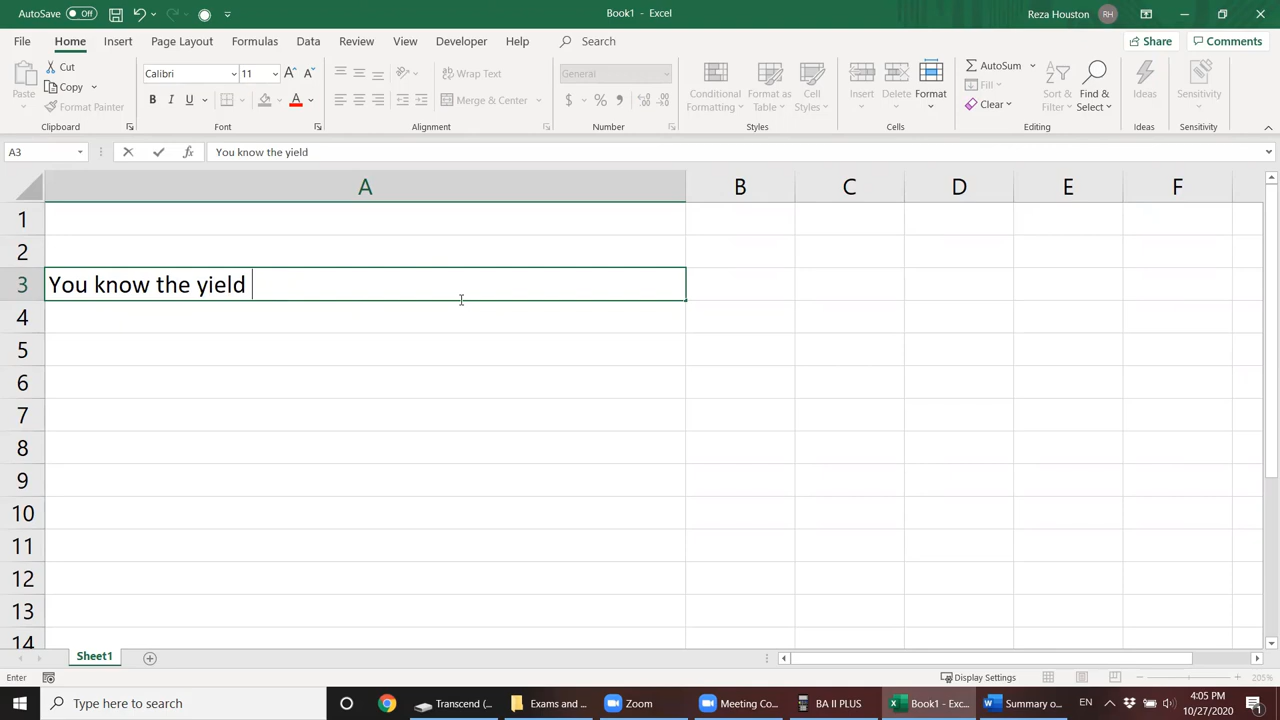 AutoSave Off
Book1 - Excel
Reza Houston RH
File Home Insert Page Layout Formulas Data Review View Developer Help Search
Share Comments
Paste
Cut
Copy
Format Painter
Clipboard
Calibri 11
B I U
Font
Wrap Text
Merge & Center
Alignment
General
$ % ,
Number
Conditional Formatting
Format as Table
Cell Styles
Styles
Insert Delete Format
Cells
AutoSum
Fill
Clear
Sort & Filter
Find & Select
Editing
Ideas
Ideas
Sensitivity
Sensitivity
A3 fx You know the yield
A B C D E F
1
2
3 You know the yield
4
5
6
7
8
9
10
11
12
13
14
Sheet1
Enter Display Settings 205%
Type here to search
Transcend (...
Exams and ...
Zoom
Meeting Co...
BA II PLUS
Book1 - Exc...
Summary o...
EN
4:05 PM
10/27/2020